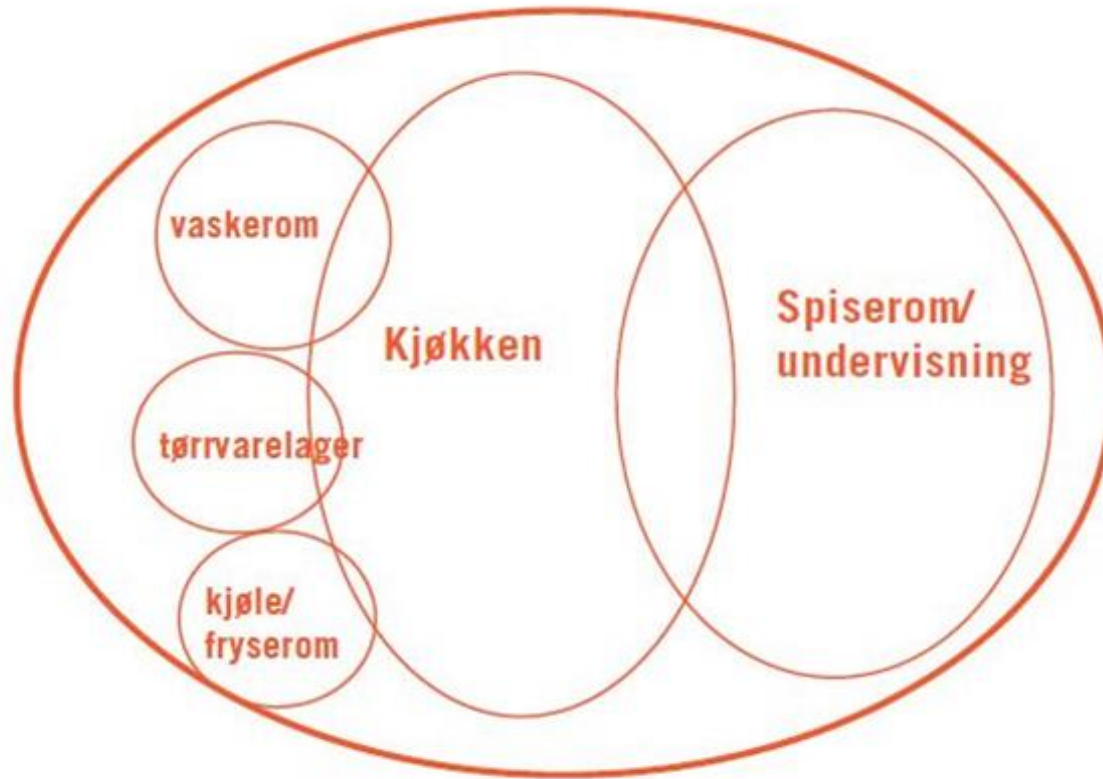 vaskerom
Kjøkken
Spiserom/
undervisning
tørrvarelager
kjøle/
fryserom